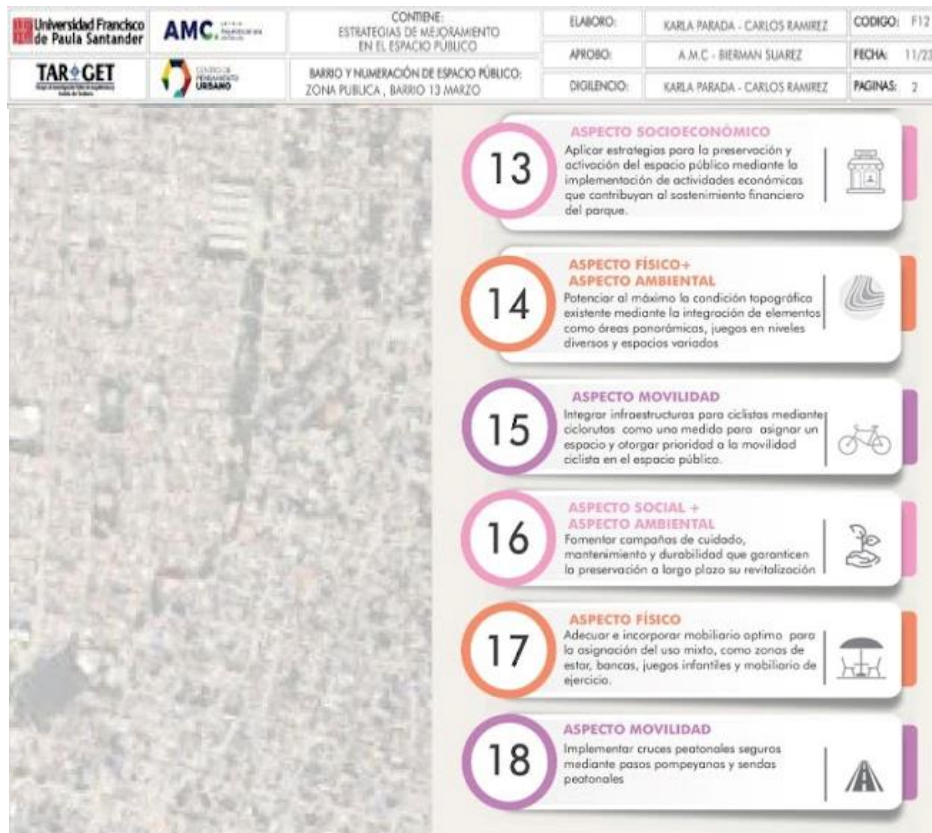 Universidad Francisco
de Paula Santander
AMC.
CONTIENE:
ESTRATEGIAS DE MEJORAMIENTO
EN EL ESPACIO PÚBLICO
ELABORO:
KARLA PARADA - CARLOS RAMIREZ
CODIGO: F12
APROBO:
A.M.C - BIERMAN SUAREZ
FECHA: 11/23
TARGET
CENTRO DE
PENSAMIENTO
URBANO
BARRIO Y NUMERACIÓN DE ESPACIO PÚBLICO:
ZONA PUBLICA , BARRIO 13 MARZO
DIGILENCIO:
KARLA PARADA - CARLOS RAMIREZ
PAGINAS: 2
13
ASPECTO SOCIOECONÓMICO
Aplicar estrategias para la preservación y
activación del espacio público mediante la
implementación de actividades económicas
que contribuyan al sostenimiento financiero
del parque.
14
ASPECTO FÍSICO+
ASPECTO AMBIENTAL
Potenciar al máximo la condición topográfica
existente mediante la integración de elementos
como áreas panorámicas, juegos en niveles
diversos y espacios variados
15
ASPECTO MOVILIDAD
Integrar infraestructuras para ciclistas mediante
ciclorutas como una medida para asignar un
espacio y otorgar prioridad a la movilidad
ciclista en el espacio público.
16
ASPECTO SOCIAL +
ASPECTO AMBIENTAL
Fomentar campañas de cuidado,
mantenimiento y durabilidad que garanticen
la preservación a largo plazo su revitalización
17
ASPECTO FÍSICO
Adecuar e incorporar mobiliario optimo para
la asignación del uso mixto, como zonas de
estar, bancas, juegos infantiles y mobiliario de
ejercicio.
18
ASPECTO MOVILIDAD
Implementar cruces peatonales seguros
mediante pasos pompeyanos y sendas
peatonales